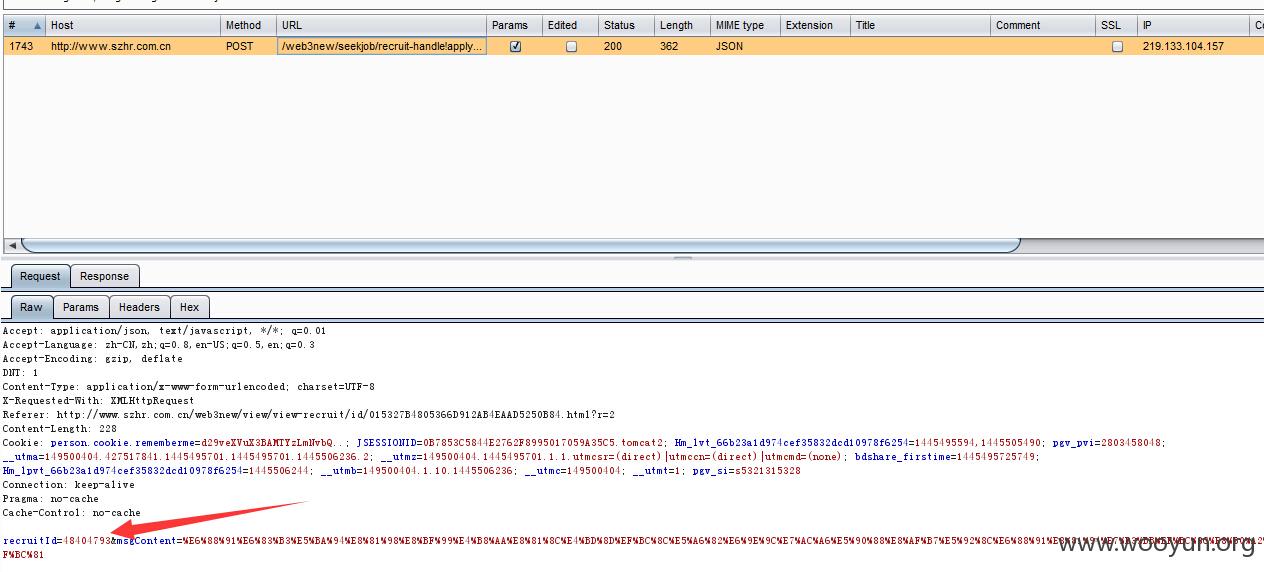 # Host Method URL Params Edited Status Length MIME type Extension Title Comment SSL IP
1743 http://www.szhr.com.cn POST /web3new/seekjob/recruit-handle!apply... 200 362 JSON 219.133.104.157
Request Response
Raw Params Headers Hex
Accept: application/json, text/javascript, */*; q=0.01
Accept-Language: zh-CN,zh;q=0.8,en-US;q=0.5,en;q=0.3
Accept-Encoding: gzip, deflate
DNT: 1
Content-Type: application/x-www-form-urlencoded; charset=UTF-8
X-Requested-With: XMLHttpRequest
Referer: http://www.szhr.com.cn/web3new/view/view-recruit/id/015327B4805366D912AB4EAAD5250B84.html?r=2
Content-Length: 228
Cookie: person.cookie.rememberme=d29veXVuX3BAMTYzLmNvbQ..; JSESSIONID=0B7853C5844E2762F8995017059A35C5.tomcat2; Hm_lvt_66b23a1d974cef35832dcd10978f6254=1445495594,1445505490; pgv_pvi=2803458048;
__utma=149500404.427517841.1445495701.1445495701.1445506236.2; __utmz=149500404.1445495701.1.1.utmcsr=(direct)|utmccn=(direct)|utmcmd=(none); bdshare_firstime=1445495725749;
Hm_lpvt_66b23a1d974cef35832dcd10978f6254=1445506244; __utmb=149500404.1.10.1445506236; __utmc=149500404; __utmt=1; pgv_si=s5321315328
Connection: keep-alive
Pragma: no-cache
Cache-Control: no-cache
recruitId=48404793&msgContent=%E6%88%91%E6%83%B3%E5%BA%94%E8%81%98%E8%BF%99%E4%B8%AA%E8%81%8C%E4%BD%8D%EF%BC%8C%E5%A6%82%E6%9E%9C%E7%AC%A6%E5%90%88%E8%AF%B7%E5%92%8C%E6%88%91%
F%BC%81
www.wooyun.org